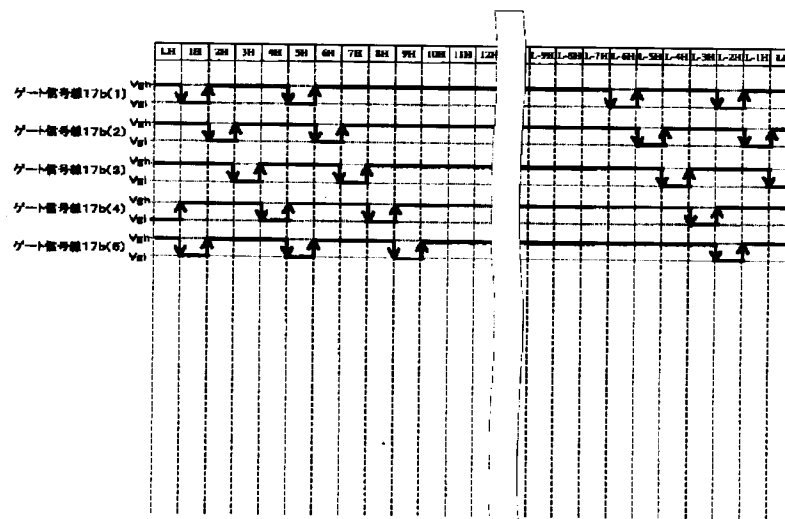 LH 1H 2H 3H 4H 5H 6H 7H 8H 9H 10H 11H 12H L-9H L-8H L-7H L-6H L-5H L-4H L-3H L-2H L-1H
Vgh
ゲート信号線17b(1)
Vgl
Vgh
ゲート信号線17b(2)
Vgl
Vgh
ゲート信号線17b(3)
Vgl
Vgh
ゲート信号線17b(4)
Vgl
Vgh
ゲート信号線17b(5)
Vgl